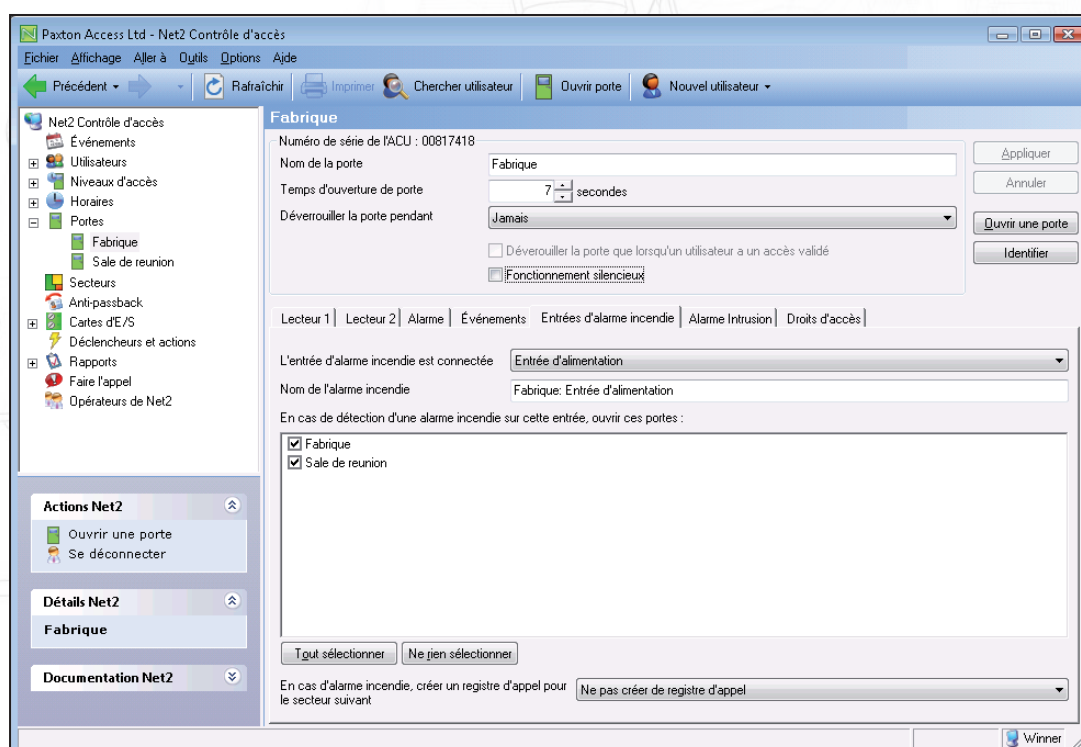 Paxton Access Ltd - Net2 Contrôle d'accès
Fichier Affichage Aller à Outils Options Aide
Précédent Rafraîchir Imprimer Chercher utilisateur Ouvrir porte Nouvel utilisateur
Net2 Contrôle d'accès
Événements
Utilisateurs
Niveaux d'accès
Horaires
Portes
Fabrique
Sale de reunion
Secteurs
Anti-passback
Cartes d'E/S
Déclencheurs et actions
Rapports
Faire l'appel
Opérateurs de Net2
Actions Net2
Ouvrir une porte
Se déconnecter
Détails Net2
Fabrique
Documentation Net2
Fabrique
Numéro de série de l'ACU : 00817418
Nom de la porte Fabrique
Temps d'ouverture de porte 7 secondes
Déverrouiller la porte pendant Jamais
Déverouiller la porte que lorsqu'un utilisateur a un accès validé
Fonctionnement silencieux
Appliquer
Annuler
Ouvrir une porte
Identifier
Lecteur 1 Lecteur 2 Alarme Événements Entrées d'alarme incendie Alarme Intrusion Droits d'accès
L'entrée d'alarme incendie est connectée Entrée d'alimentation
Nom de l'alarme incendie Fabrique: Entrée d'alimentation
En cas de détection d'une alarme incendie sur cette entrée, ouvrir ces portes :
Fabrique
Sale de reunion
Tout sélectionner Ne rien sélectionner
En cas d'alarme incendie, créer un registre d'appel pour
le secteur suivant
Ne pas créer de registre d'appel
Winner